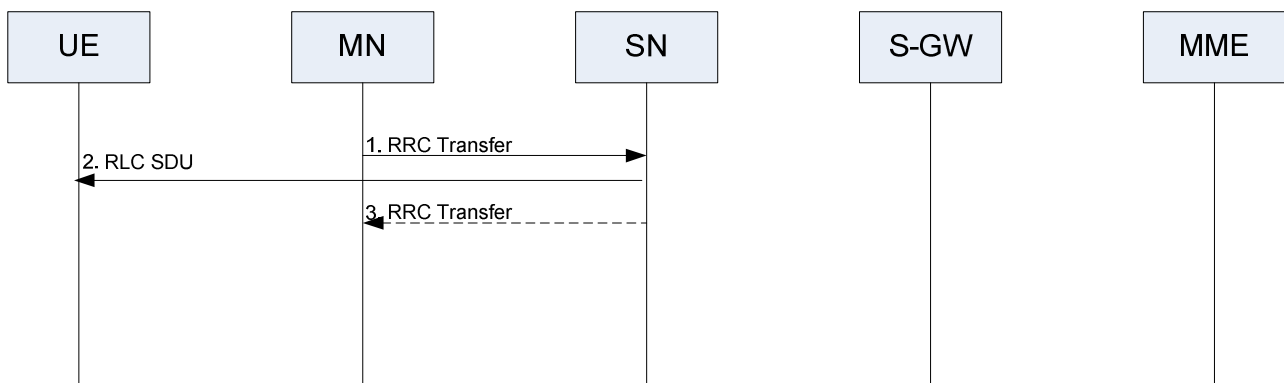 UE
MN
SN
S-GW
MME
1. RRC Transfer
2. RLC SDU
3. RRC Transfer